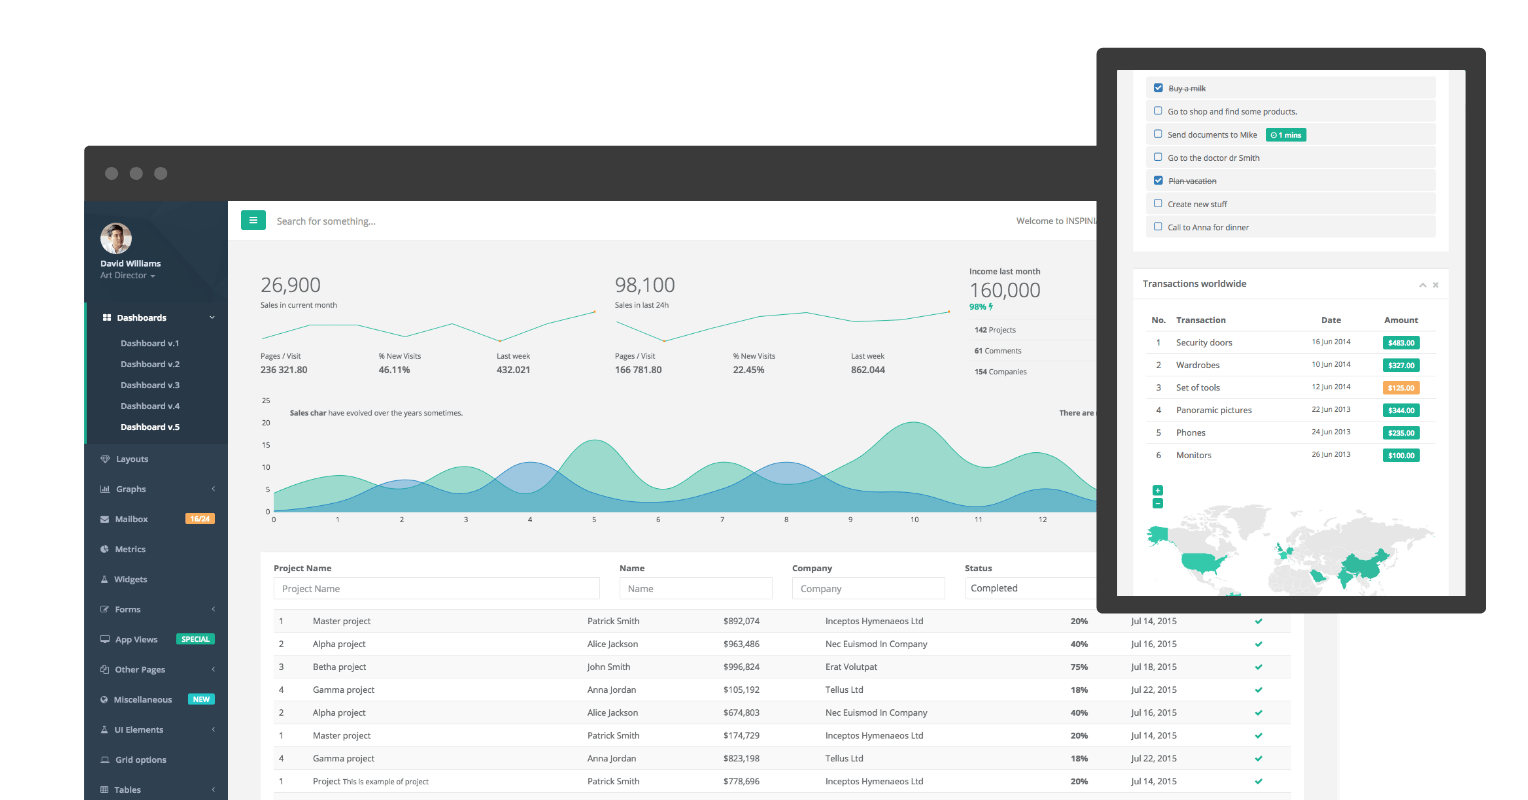 David Williams
Art Director
Dashboards
Dashboard v.1
Dashboard v.2
Dashboard v.3
Dashboard v.4
Dashboard v.5
Layouts
Graphs
Mailbox 16/24
Metrics
Widgets
Forms
App Views SPECIAL
Other Pages
Miscellaneous NEW
UI Elements
Grid options
Tables
Search for something...
Welcome to
26,900
Sales in current month
Pages / Visit % New Visits Last week
236 321.80 46.11% 432.021
98,100
Sales in last 24h
Pages / Visit % New Visits Last week
166 781.80 22.45% 862.044
Income last month
160,000
98%
142 Projects
61 Comments
154 Companies
Sales char have evolved over the years sometimes.
There are
25
20
15
10
5
0
0 1 2 3 4 5 6 7 8 9 10 11 12
Project Name Name Company Status
Project Name Name Company Completed
1 Master project Patrick Smith $892,074 Inceptos Hymenaeos Ltd 20% Jul 14, 2015
2 Alpha project Alice Jackson $963,486 Nec Euismod In Company 40% Jul 16, 2015
3 Betha project John Smith $996,824 Erat Volutpat 75% Jul 18, 2015
4 Gamma project Anna Jordan $105,192 Tellus Ltd 18% Jul 22, 2015
2 Alpha project Alice Jackson $674,803 Nec Euismod In Company 40% Jul 16, 2015
1 Master project Patrick Smith $174,729 Inceptos Hymenaeos Ltd 20% Jul 14, 2015
4 Gamma project Anna Jordan $823,198 Tellus Ltd 18% Jul 22, 2015
1 Project This is example of project Patrick Smith $778,696 Inceptos Hymenaeos Ltd 20% Jul 14, 2015
Buy a milk
Go to shop and find some products.
Send documents to Mike 1 mins
Go to the doctor dr Smith
Plan vacation
Create new stuff
Call to Anna for dinner
Transactions worldwide
No. Transaction Date Amount
1 Security doors 16 Jun 2014 $483.00
2 Wardrobes 10 Jun 2014 $327.00
3 Set of tools 12 Jun 2014 $125.00
4 Panoramic pictures 22 Jun 2013 $344.00
5 Phones 24 Jun 2013 $235.00
6 Monitors 26 Jun 2013 $100.00
+
−